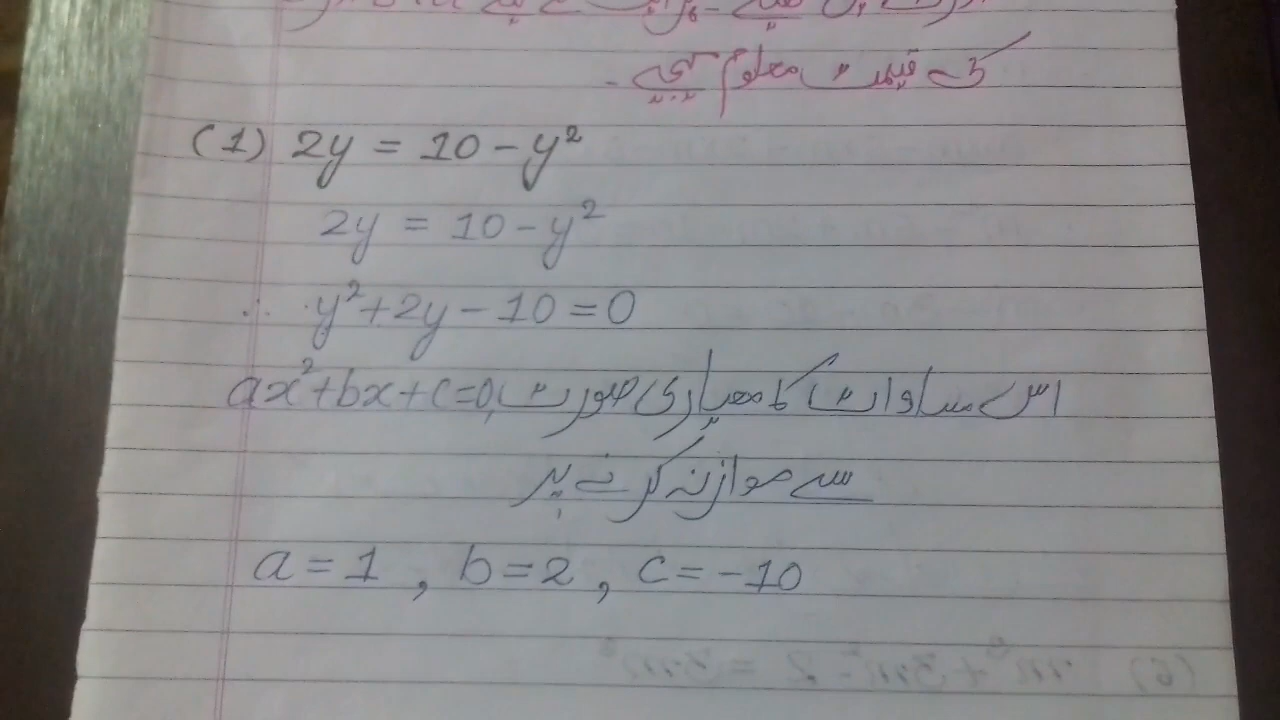 کی قیمت معلوم کیجیے -
(1) 2y = 10 - y²
2y = 10 - y²
∴ y² + 2y - 10 = 0
اس مساوات کا معیاری صورت ax² + bx + c = 0,
سے موازنہ کرنے پر
a = 1 , b = 2 , c = -10